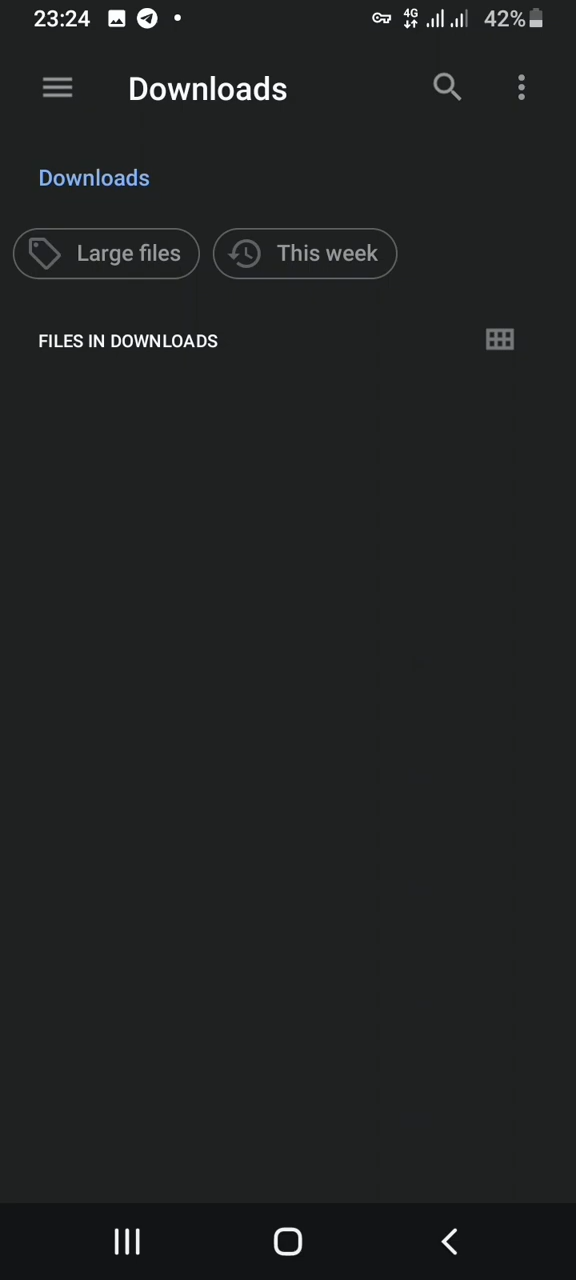 23:24
4G
42%
Downloads
Downloads
Large files
This week
FILES IN DOWNLOADS